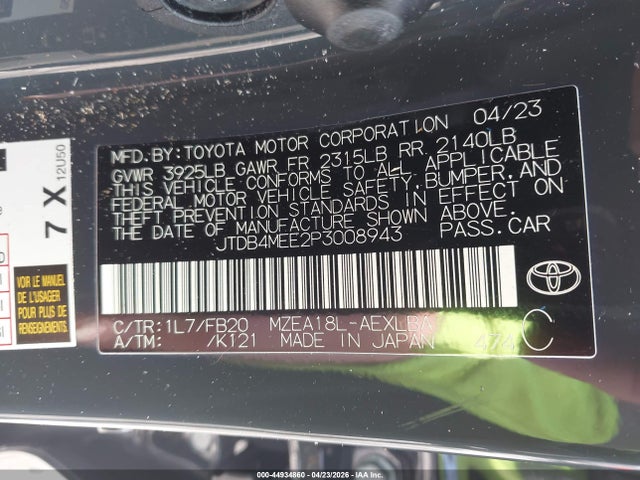 MFD.BY:TOYOTA MOTOR CORPORATION 04/23
GVWR 3925LB GAWR FR 2315LB RR 2140LB
THIS VEHICLE CONFORMS TO ALL APPLICABLE
FEDERAL MOTOR VEHICLE SAFETY,BUMPER,AND
THEFT PREVENTION STANDARDS IN EFFECT ON
THE DATE OF MANUFACTURE SHOWN ABOVE.
JTDB4MEE2P3008943 PASS.CAR
C/TR:1L7/FB20 MZEA18L-AEXLBA
A/TM: /K121 MADE IN JAPAN 474 C
7 X
12U50
VOIR LE MANUEL
DE L'USAGER
POUR PLUS DE
RENSEIGNEMENTS
© COPART - 44934860 - 04/23/2026 - IAA Inc.